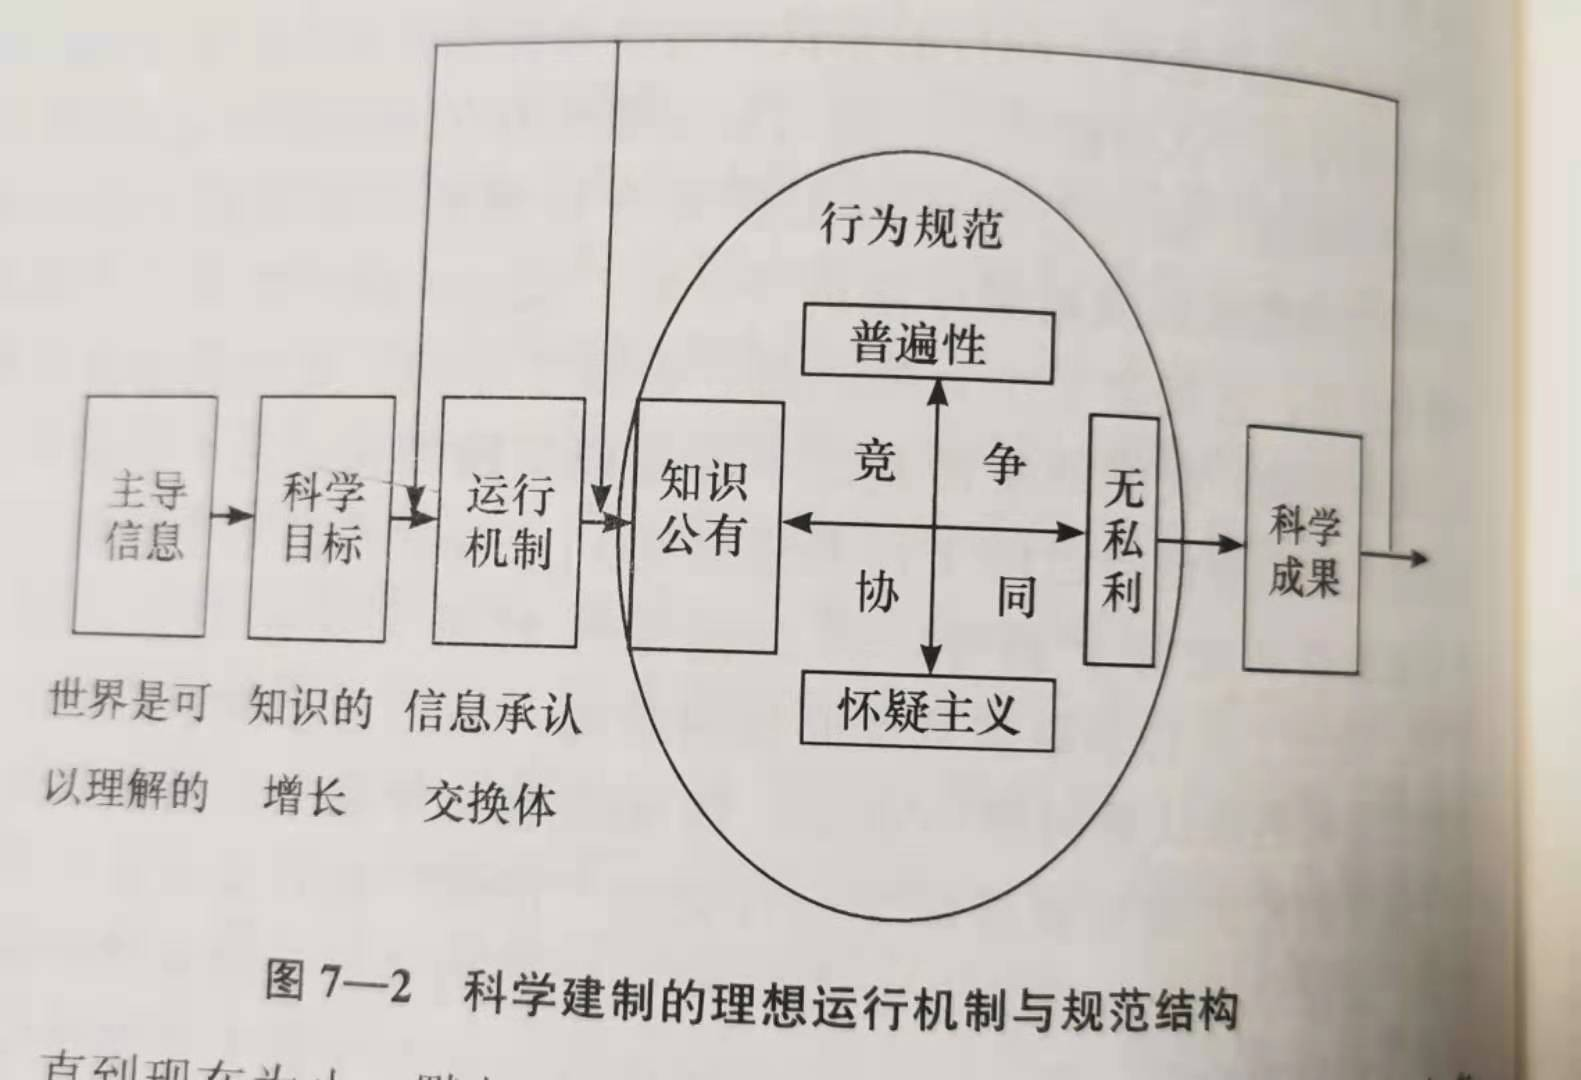 行为规范
普遍性
主导
信息
科学
目标
运行
机制
知识
公有
竞 争
协 同
无
私
利
科学
成果
怀疑主义
世界是可 知识的 信息承认
以理解的 增长 交换体
图 7—2 科学建制的理想运行机制与规范结构
直到现在为止